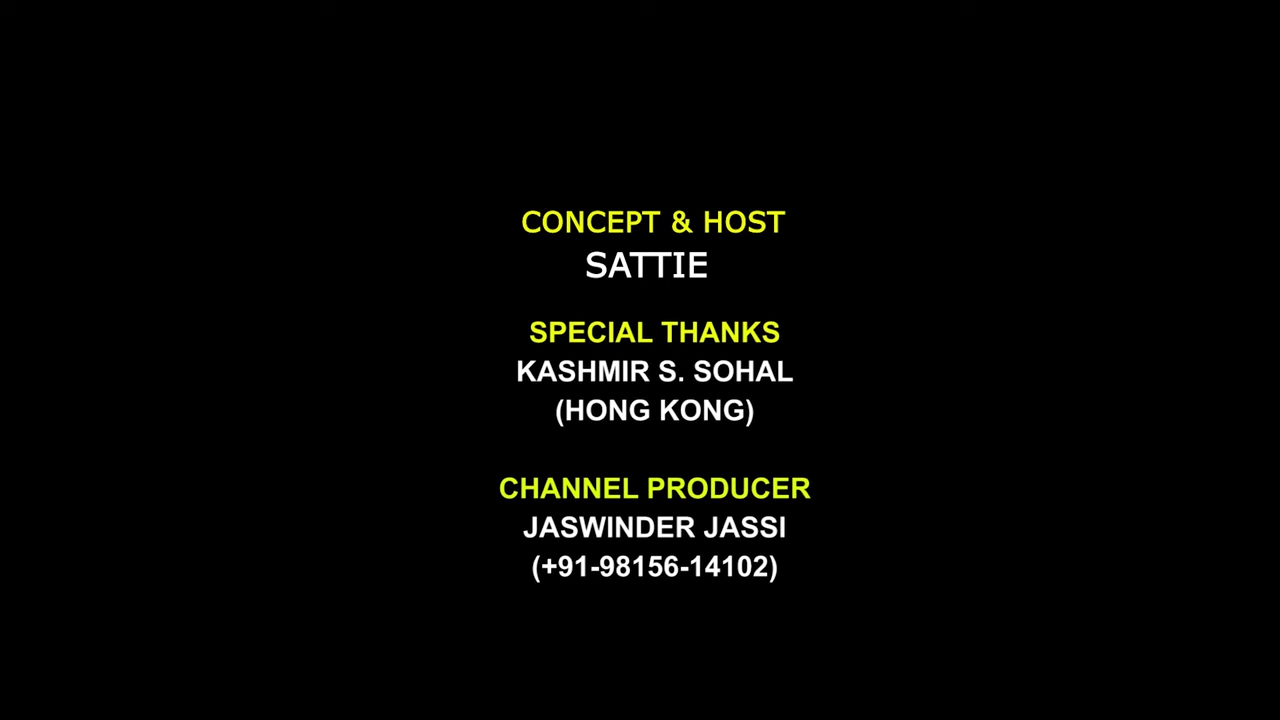 CONCEPT & HOST
SATTIE
SPECIAL THANKS
KASHMIR S. SOHAL
(HONG KONG)
CHANNEL PRODUCER
JASWINDER JASSI
(+91-98156-14102)